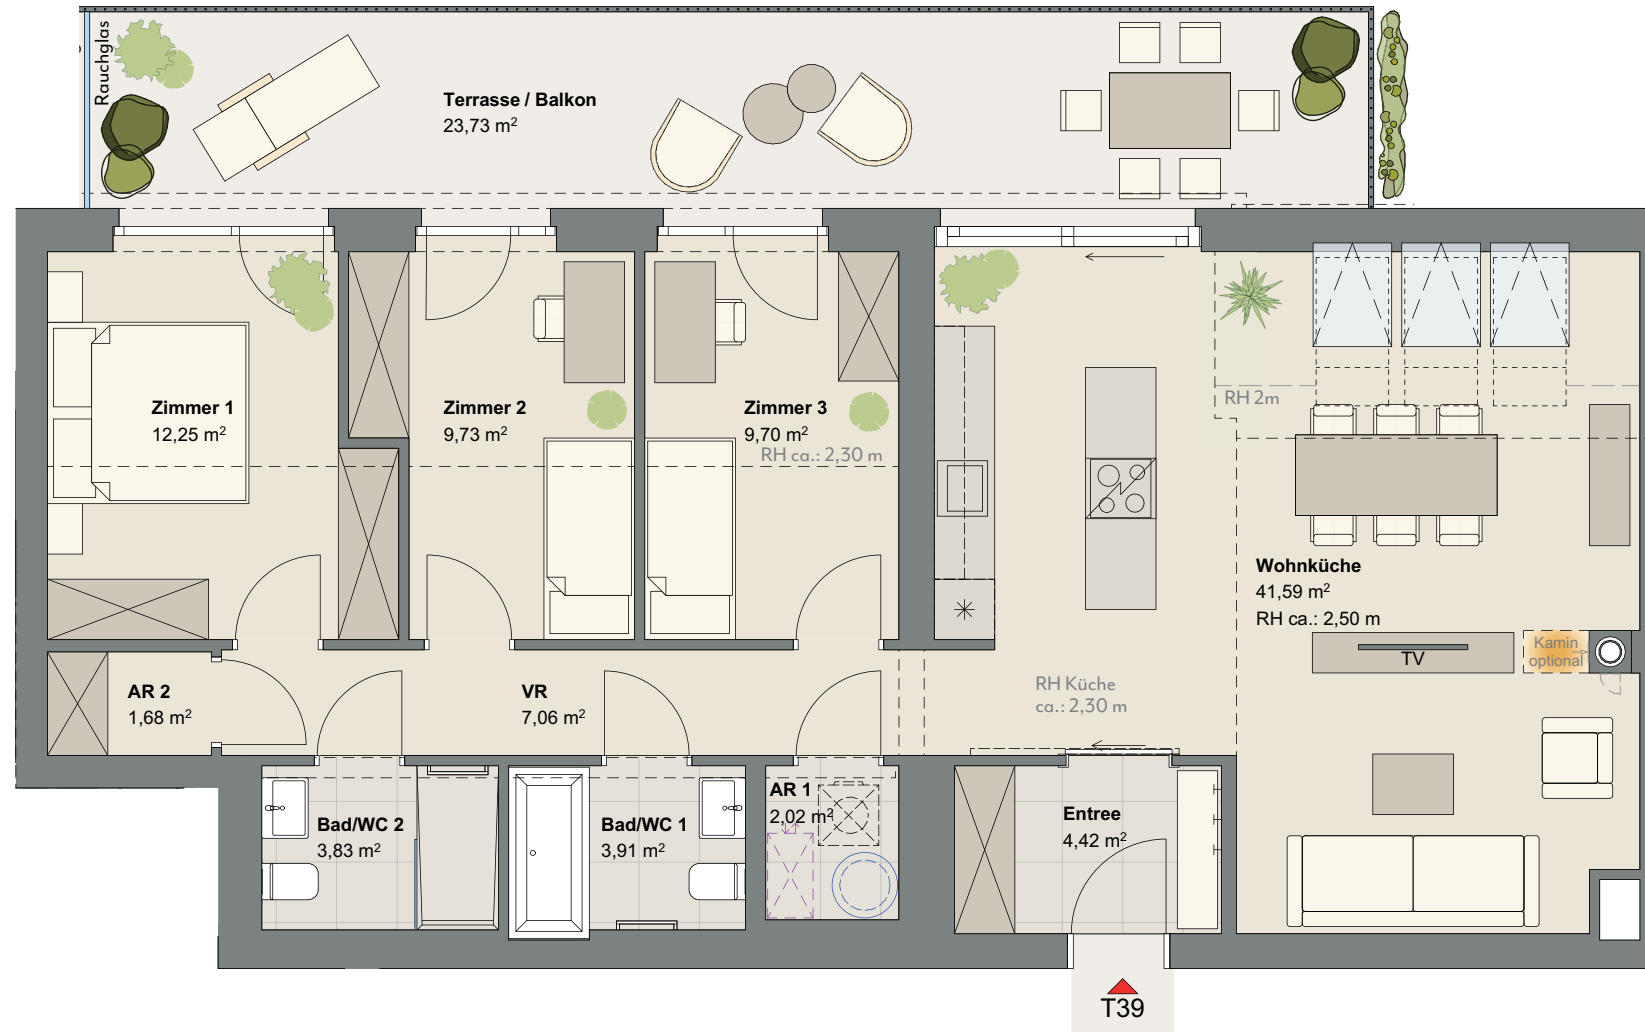 Rauchglas
Terrasse / Balkon
23,73 m²
Zimmer 1
12,25 m²
Zimmer 2
9,73 m²
Zimmer 3
9,70 m²
RH ca.: 2,30 m
RH 2m
Wohnküche
41,59 m²
RH ca.: 2,50 m
Kamin
optional
TV
AR 2
1,68 m²
VR
7,06 m²
RH Küche
ca.: 2,30 m
Bad/WC 2
3,83 m²
Bad/WC 1
3,91 m²
AR 1
2,02 m²
Entree
4,42 m²
T39